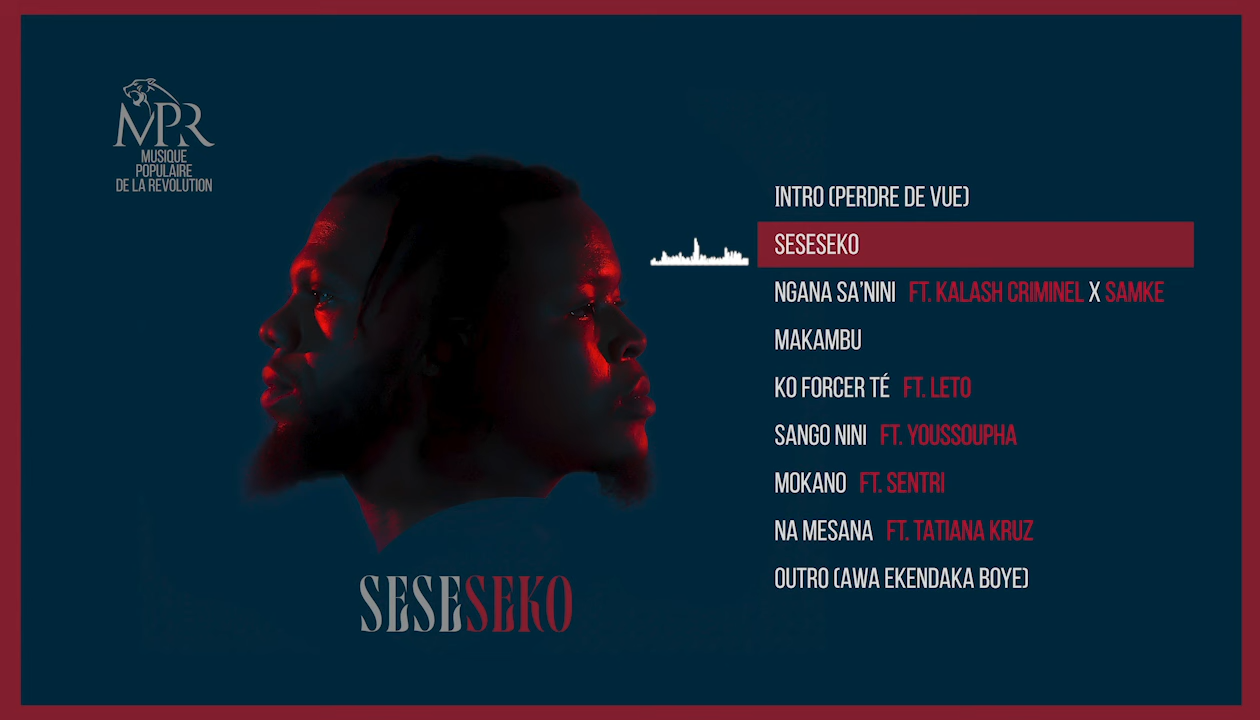 MPR
MUSIQUE
POPULAIRE
DE LA REVOLUTION
INTRO (PERDRE DE VUE)
SESESEKO
NGANA SA'NINI FT. KALASH CRIMINEL X SAMKE
MAKAMBU
KO FORCER TÉ FT. LETO
SANGO NINI FT. YOUSSOUPHA
MOKANO FT. SENTRI
NA MESANA FT. TATIANA KRUZ
OUTRO (AWA EKENDAKA BOYE)
SESESEKO